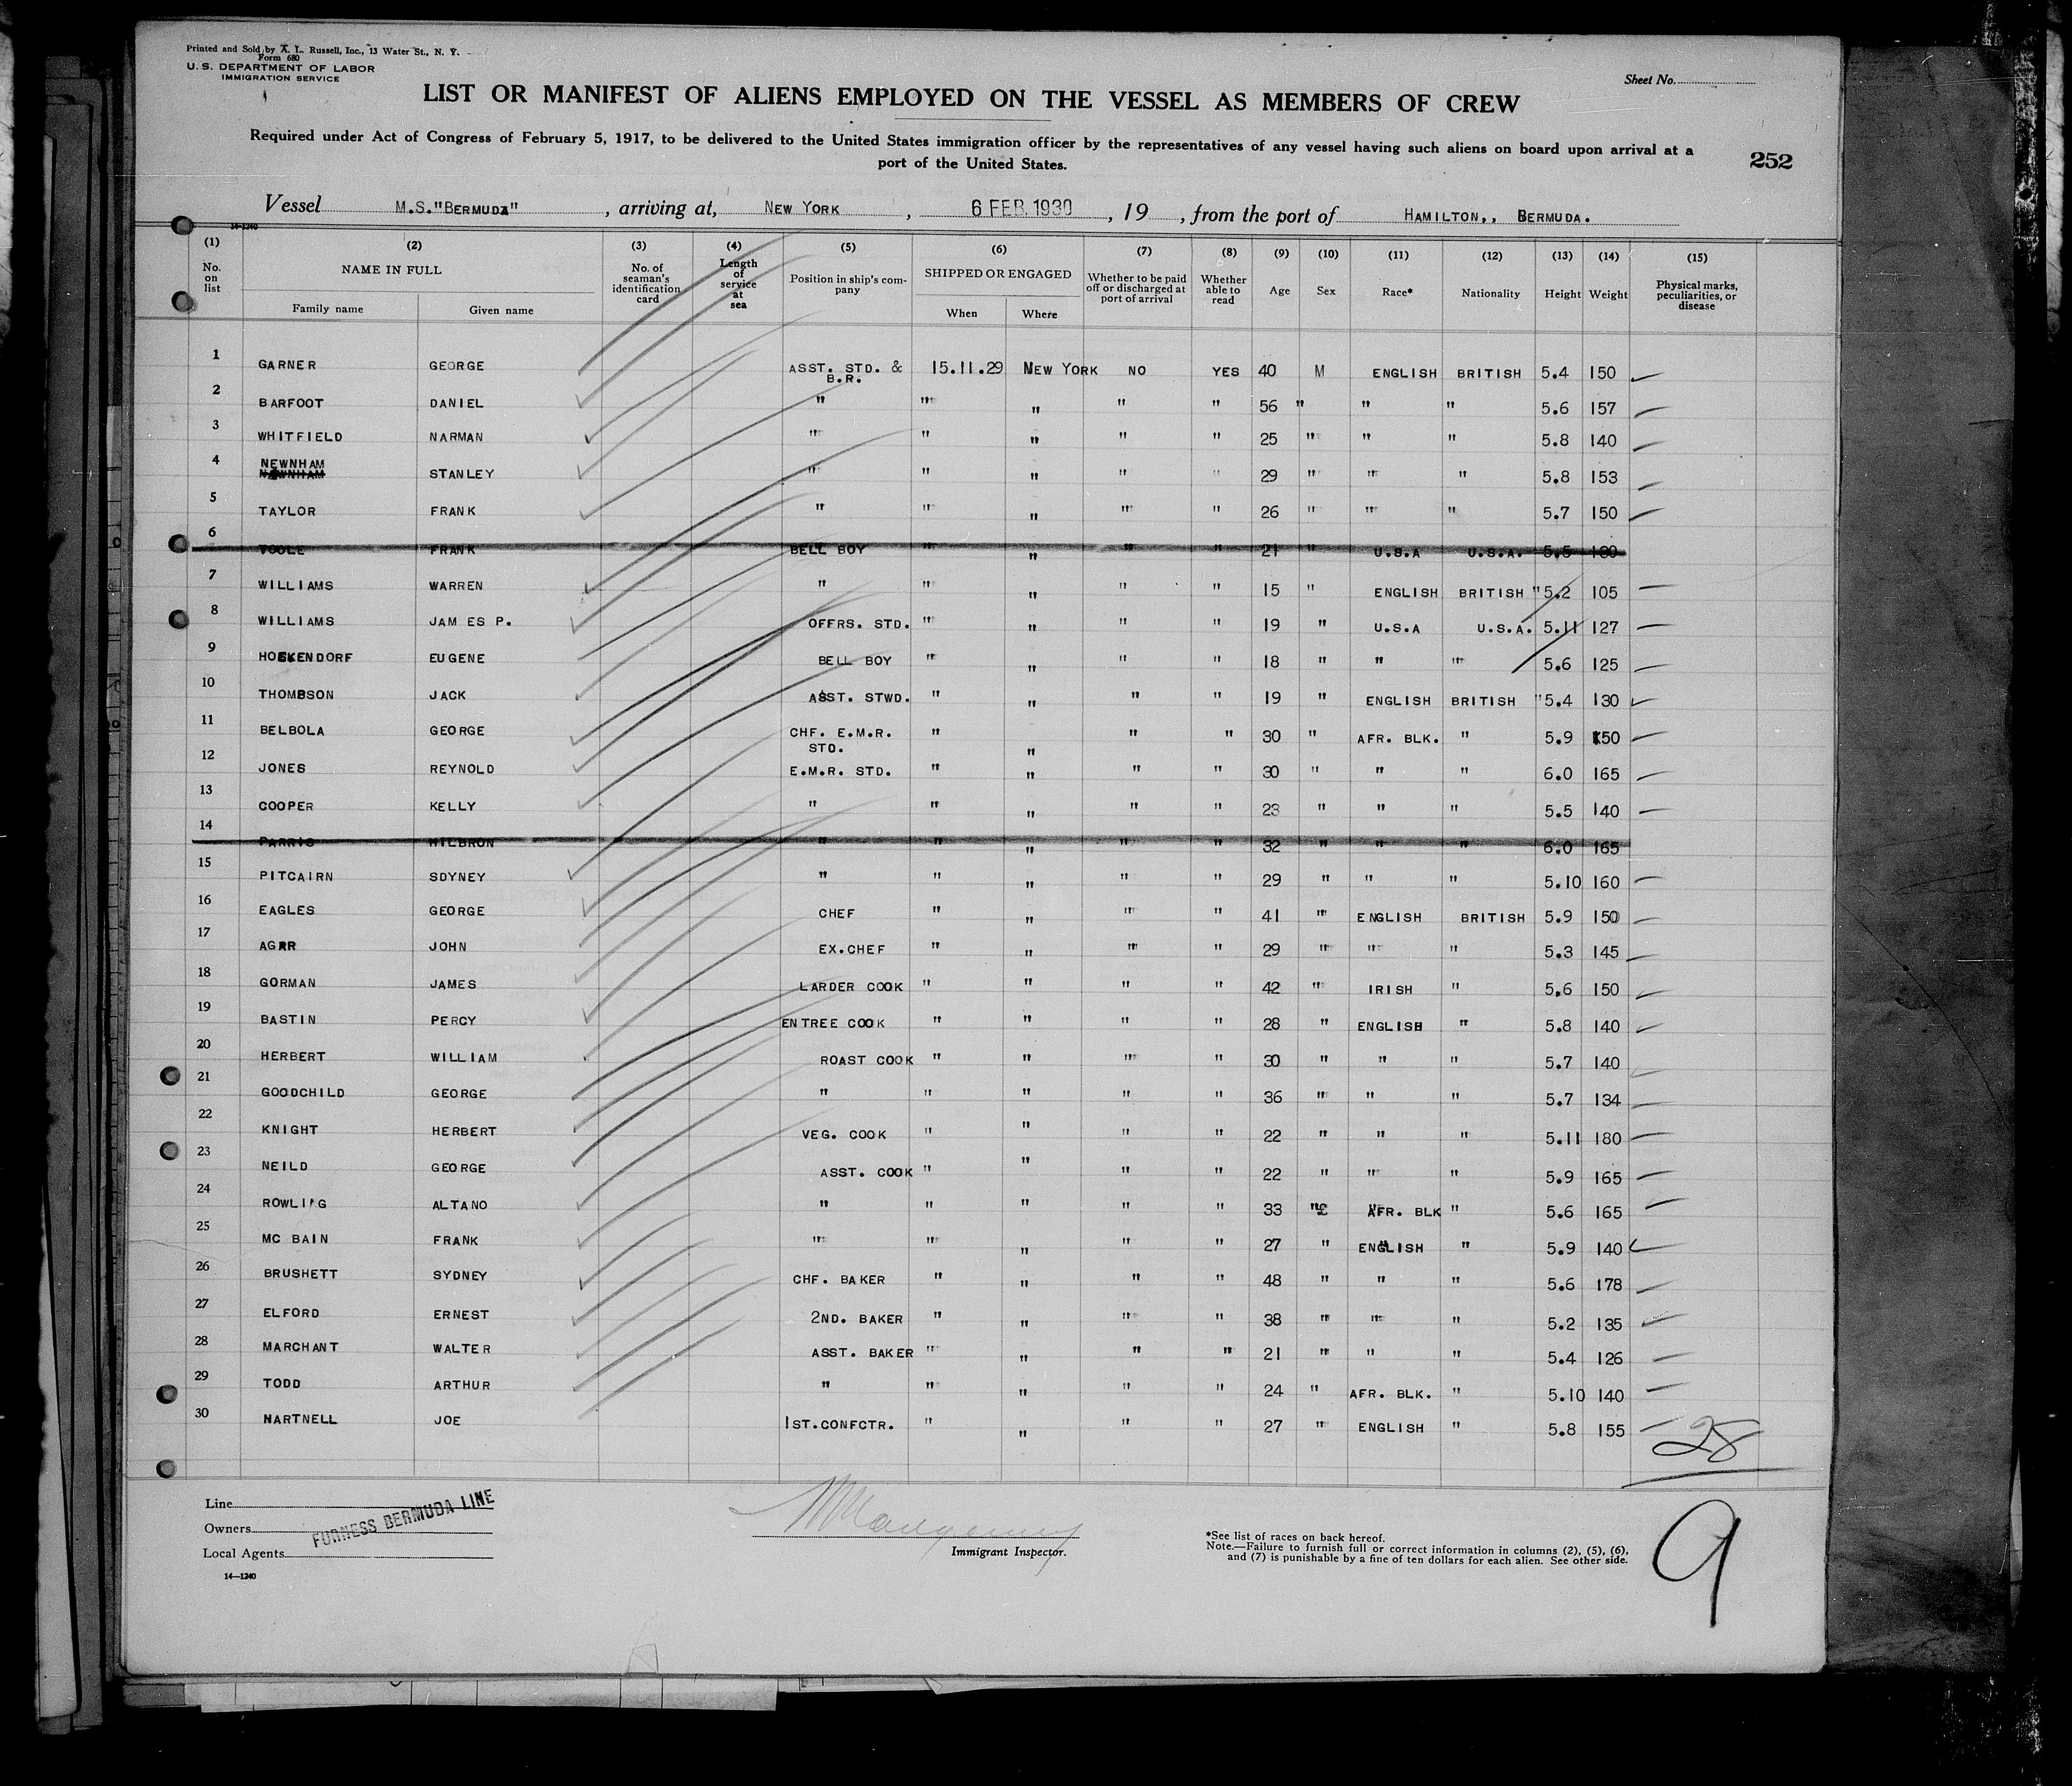 Printed and Sold by A. L. Russell, Inc., 13 Water St., N. Y.
Form 680
U. S. DEPARTMENT OF LABOR
IMMIGRATION SERVICE
Sheet No.
LIST OR MANIFEST OF ALIENS EMPLOYED ON THE VESSEL AS MEMBERS OF CREW
Required under Act of Congress of February 5, 1917, to be delivered to the United States immigration officer by the representatives of any vessel having such aliens on board upon arrival at a
port of the United States.
252
Vessel M.S."BERMUDA" , arriving at, NEW YORK , 6 FEB. 1930 , 19 , from the port of HAMILTON,, BERMUDA.
14-1240
(1) (2) (3) (4) (5) (6) (7) (8) (9) (10) (11) (12) (13) (14) (15)
No. on list NAME IN FULL Family name Given name No. of seaman's identification card Length of service at sea Position in ship's company SHIPPED OR ENGAGED When Where Whether to be paid off or discharged at port of arrival Whether able to read Age Sex Race* Nationality Height Weight Physical marks, peculiarities, or disease
1 GARNER GEORGE ASST. STD. & B.R. 15.11.29 NEW YORK NO YES 40 M ENGLISH BRITISH 5.4 150
2 BARFOOT DANIEL " " " " " 56 " " " 5.6 157
3 WHITFIELD NARMAN " " " " " 25 " " " 5.8 140
4 NEWNHAM NAWNHAM STANLEY " " " " " 29 " " " 5.8 153
5 TAYLOR FRANK " " " " " 26 " " " 5.7 150
6 TOOLE FRANK BELL BOY " " " " 21 " U.S.A U.S.A. 5.5 130
7 WILLIAMS WARREN " " " " " 15 " ENGLISH BRITISH " 5.2 105
8 WILLIAMS JAMES P. OFFRS. STD. " " " " 19 " U.S.A U.S.A. 5.11 127
9 HOEKENDORF EUGENE BELL BOY " " " " 18 " " " 5.6 125
10 THOMBSON JACK ASST. STWD. " " " " 19 " ENGLISH BRITISH " 5.4 130
11 BELBOLA GEORGE CHF. E.M.R. STD. " " " " 30 " AFR. BLK. " 5.9 150
12 JONES REYNOLD E.M.R. STD. " " " " 30 " " " 6.0 165
13 COOPER KELLY " " " " " 23 " " " 5.5 140
14 PARRIS HILBRON " " " " " 32 " " " 6.0 165
15 PITCAIRN SDYNEY " " " " " 29 " " " 5.10 160
16 EAGLES GEORGE CHEF " " " " 41 " ENGLISH BRITISH 5.9 150
17 AGAR JOHN EX.CHEF " " " " 29 " " " 5.3 145
18 GORMAN JAMES LARDER COOK " " " " 42 " IRISH " 5,6 150
19 BASTIN PERCY ENTREE COOK " " " " 28 " ENGLISH " 5.8 140
20 HERBERT WILLIAM ROAST COOK " " " " 30 " " " 5.7 140
21 GOODCHILD GEORGE " " " " " 36 " " " 5.7 134
22 KNIGHT HERBERT VEG. COOK " " " " 22 " " " 5.11 180
23 NEILD GEORGE ASST. COOK " " " " 22 " " " 5.9 165
24 ROWLING ALTANO " " " " " 33 " AFR. BLK " 5.6 165
25 MC BAIN FRANK " " " " " 27 " ENGLISH " 5.9 140
26 BRUSHETT SYDNEY CHF. BAKER " " " " 48 " " " 5.6 178
27 ELFORD ERNEST 2ND. BAKER " " " " 38 " " " 5.2 135
28 MARCHANT WALTER ASST. BAKER " " " " 21 " " " 5.4 126
29 TODD ARTHUR " " " " " 24 " AFR. BLK. " 5.10 140
30 HARTNELL JOE 1ST.CONFCTR. " " " " 27 " ENGLISH " 5.8 155
28
Line
Owners FURNESS BERMUDA LINE
Local Agents
14—1240
Immigrant Inspector.
*See list of races on back hereof.
Note.—Failure to furnish full or correct information in columns (2), (5), (6),
and (7) is punishable by a fine of ten dollars for each alien. See other side.
9